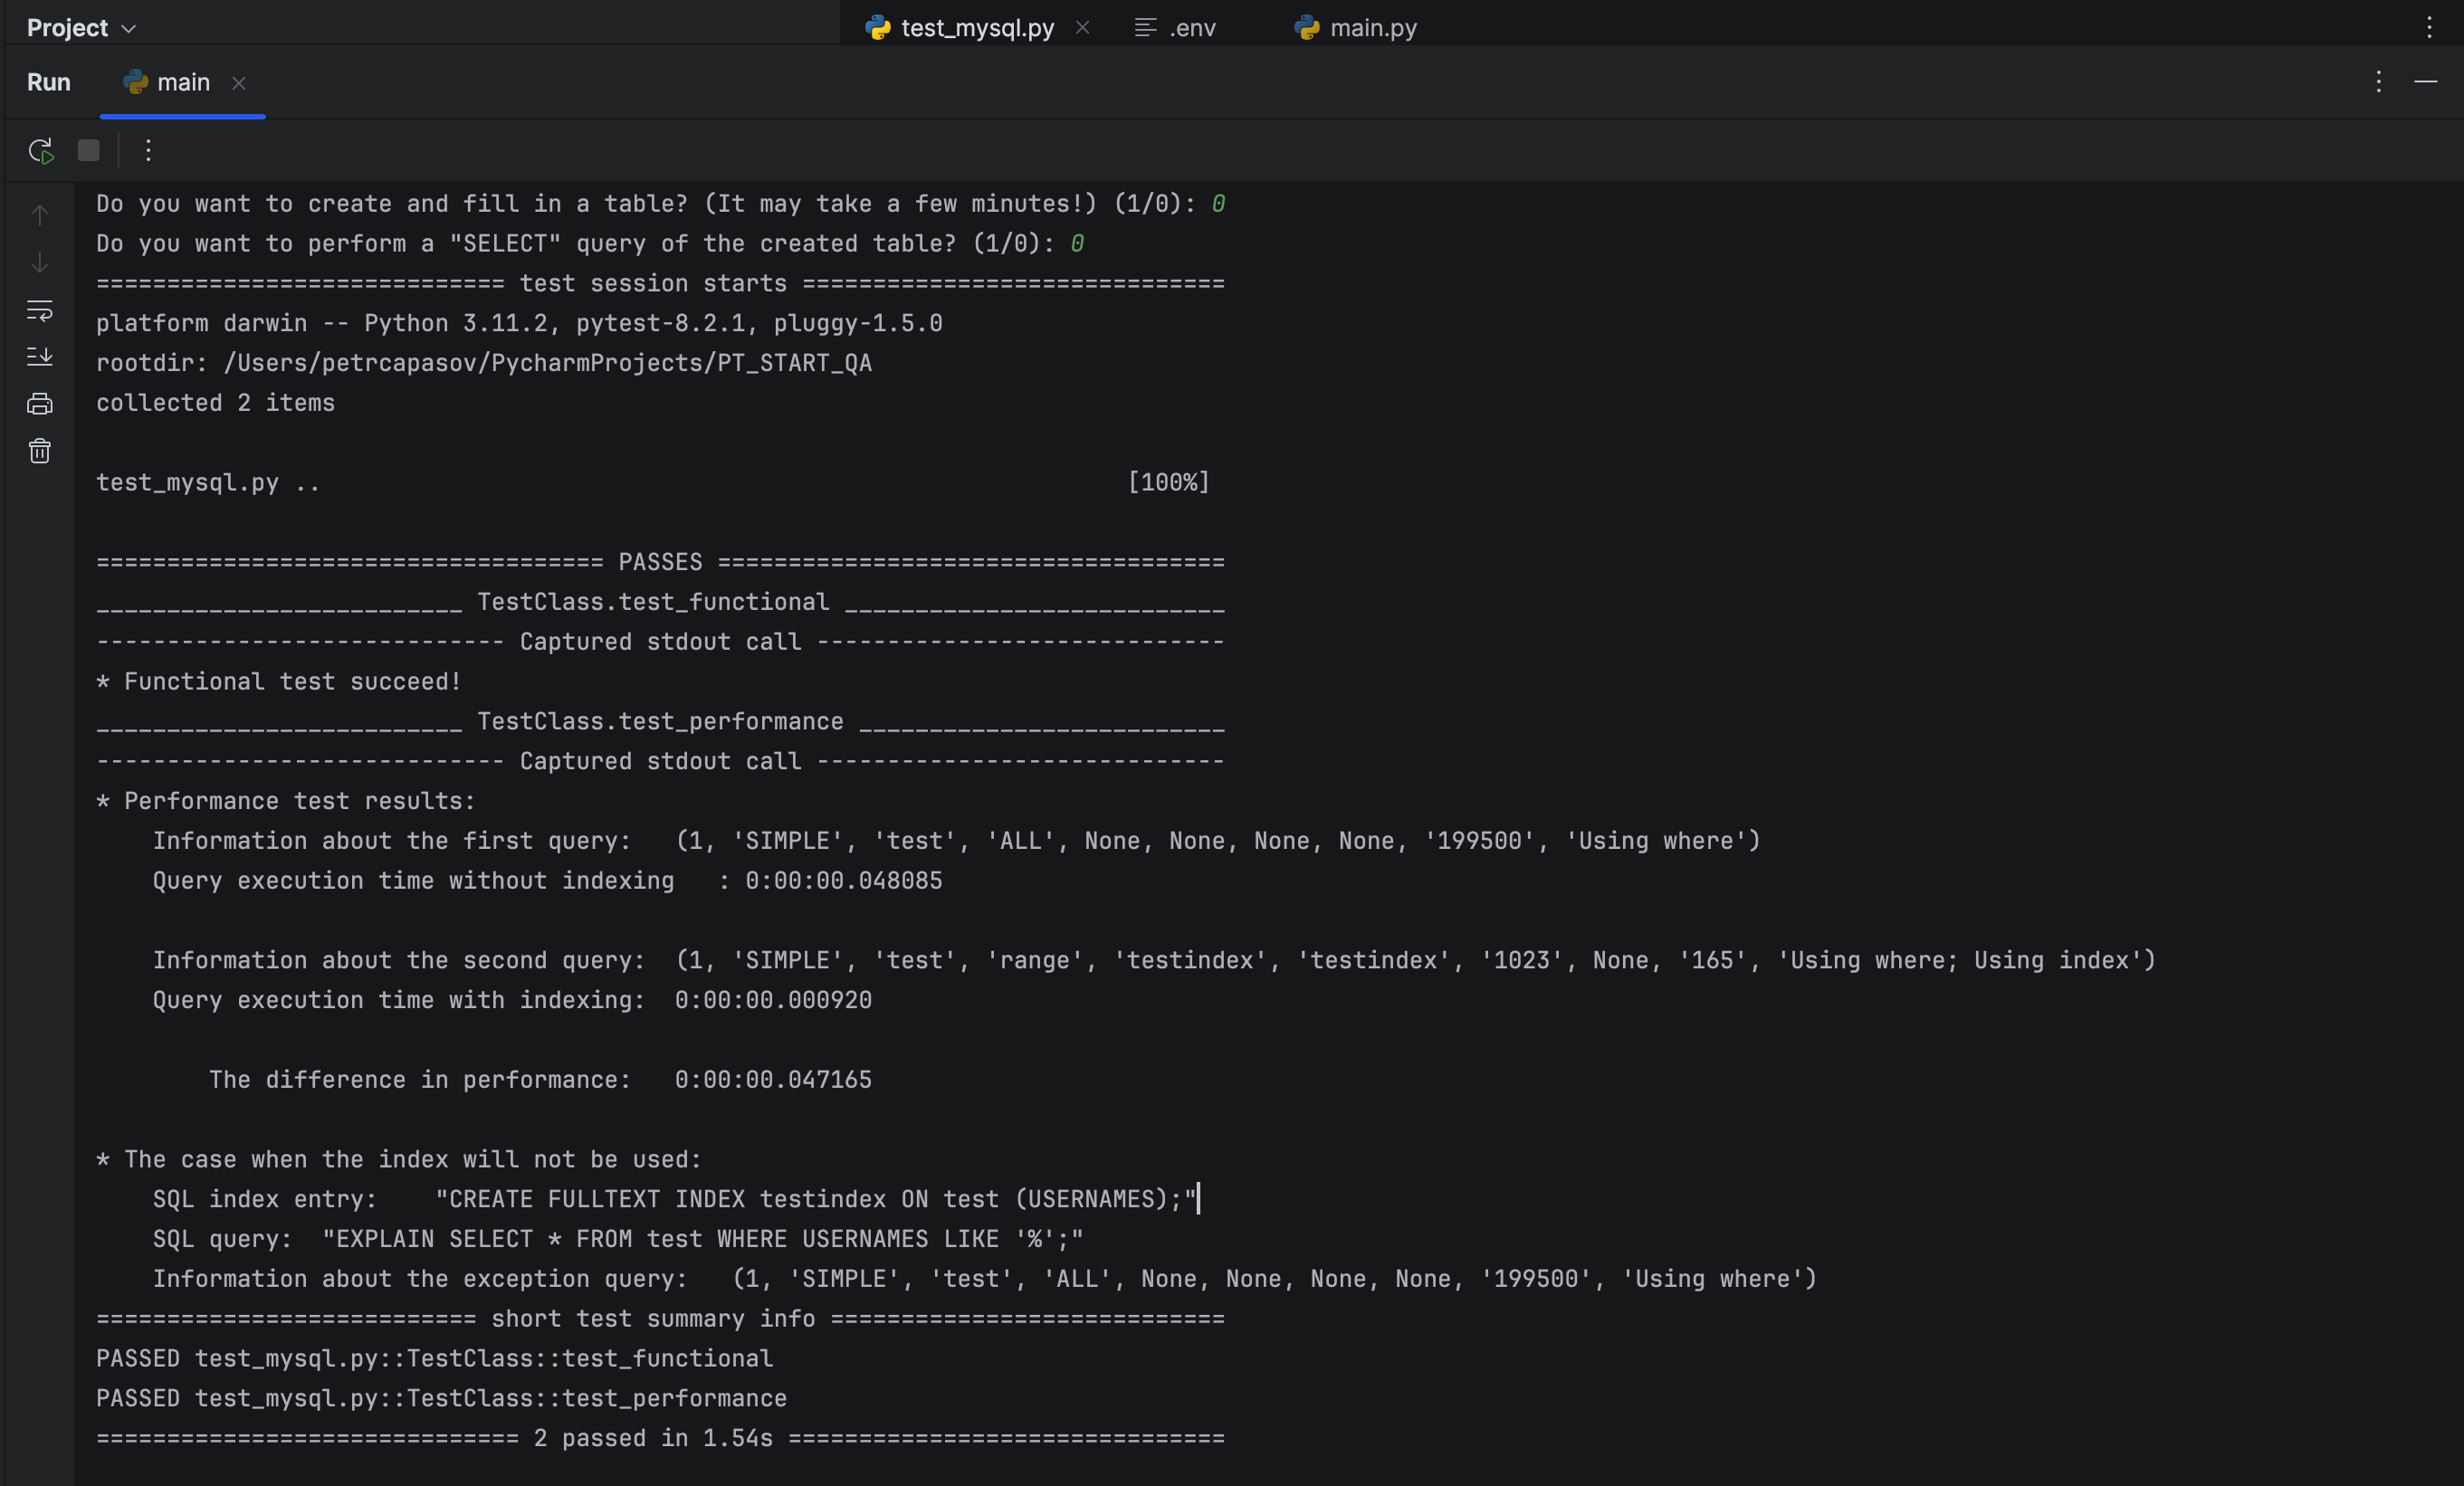 Project
test_mysql.py
.env
main.py
Run
main
Do you want to create and fill in a table? (It may take a few minutes!) (1/0): 0
Do you want to perform a "SELECT" query of the created table? (1/0): 0
============================= test session starts ==============================
platform darwin -- Python 3.11.2, pytest-8.2.1, pluggy-1.5.0
rootdir: /Users/petrcapasov/PycharmProjects/PT_START_QA
collected 2 items
test_mysql.py .. [100%]
==================================== PASSES ====================================
__________________________ TestClass.test_functional ___________________________
----------------------------- Captured stdout call -----------------------------
* Functional test succeed!
__________________________ TestClass.test_performance __________________________
----------------------------- Captured stdout call -----------------------------
* Performance test results:
Information about the first query:   (1, 'SIMPLE', 'test', 'ALL', None, None, None, None, '199500', 'Using where')
Query execution time without indexing   : 0:00:00.048085
Information about the second query:  (1, 'SIMPLE', 'test', 'range', 'testindex', 'testindex', '1023', None, '165', 'Using where; Using index')
Query execution time with indexing:  0:00:00.000920
The difference in performance:   0:00:00.047165
* The case when the index will not be used:
SQL index entry:    "CREATE FULLTEXT INDEX testindex ON test (USERNAMES);"
SQL query:  "EXPLAIN SELECT * FROM test WHERE USERNAMES LIKE '%';"
Information about the exception query:   (1, 'SIMPLE', 'test', 'ALL', None, None, None, None, '199500', 'Using where')
=========================== short test summary info ============================
PASSED test_mysql.py::TestClass::test_functional
PASSED test_mysql.py::TestClass::test_performance
============================== 2 passed in 1.54s ===============================